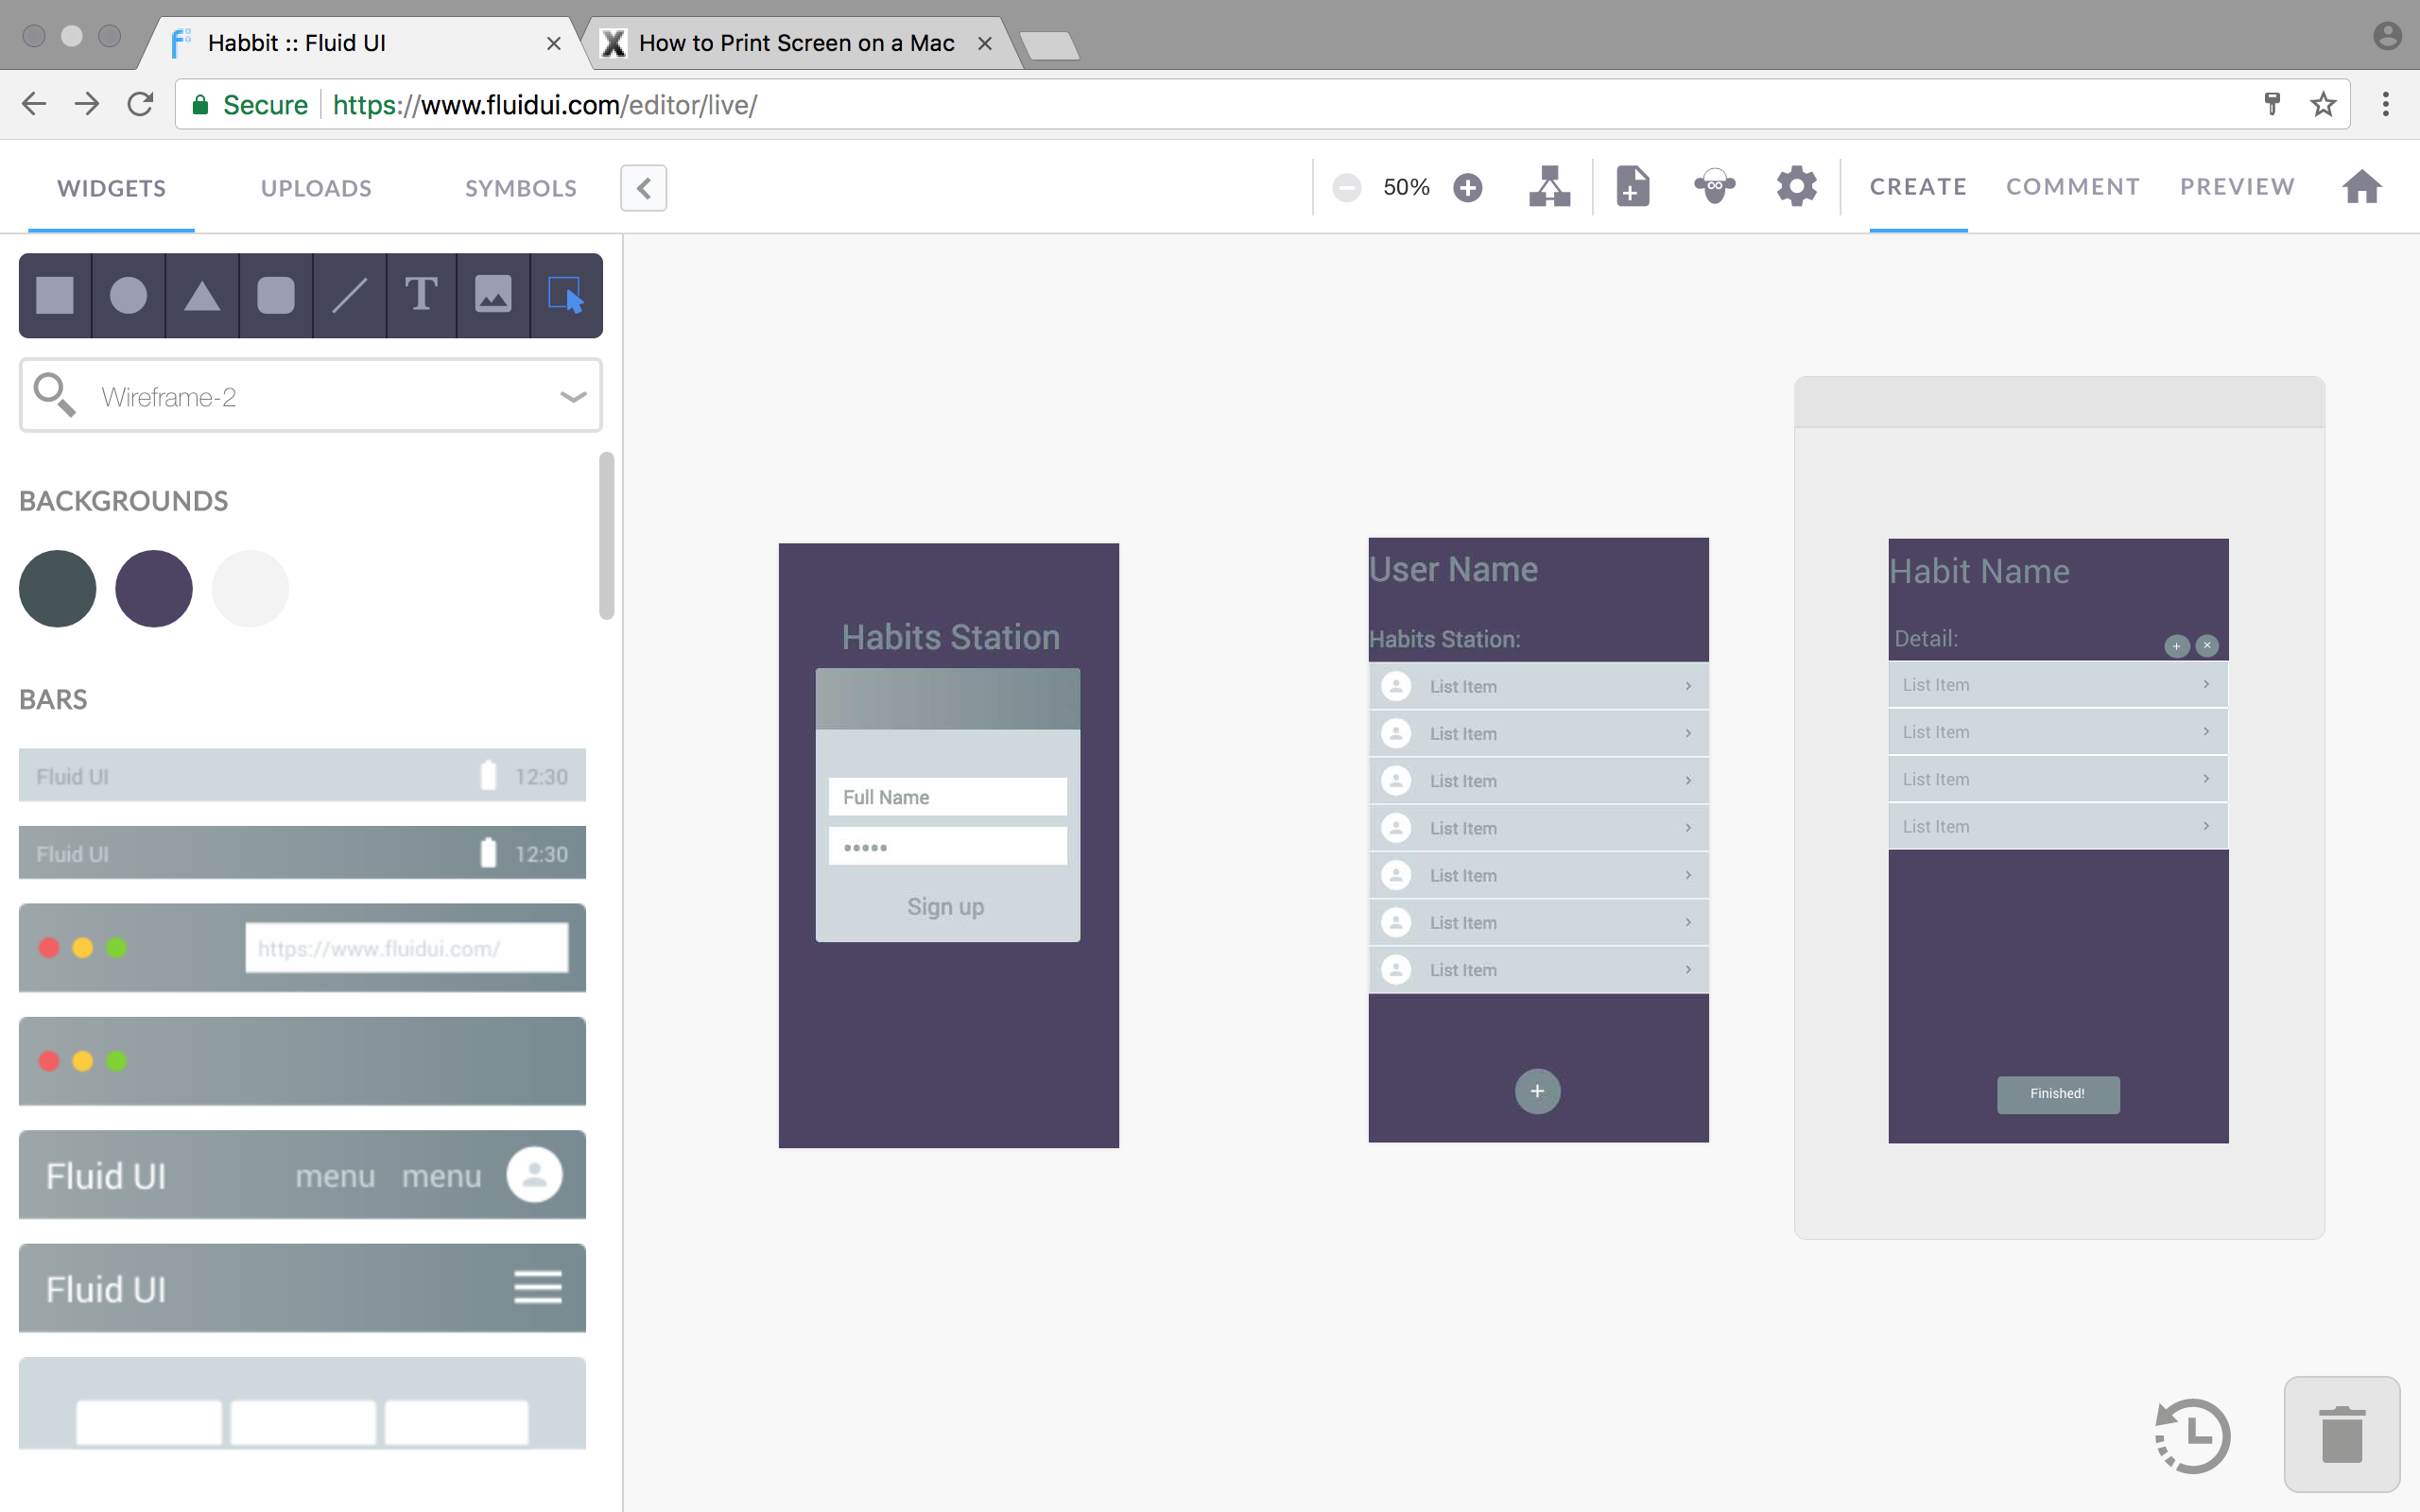 Habbit :: Fluid UI
How to Print Screen on a Mac
Secure https://www.fluidui.com/editor/live/
WIDGETS UPLOADS SYMBOLS
50%
CREATE COMMENT PREVIEW
T
Wireframe-2
BACKGROUNDS
BARS
Fluid UI 12:30
Fluid UI 12:30
https://www.fluidui.com/
Fluid UI menu menu
Fluid UI
Habits Station
Full Name
Sign up
User Name
Habits Station:
List Item
List Item
List Item
List Item
List Item
List Item
List Item
+
Habit Name
Detail:
List Item
List Item
List Item
List Item
Finished!